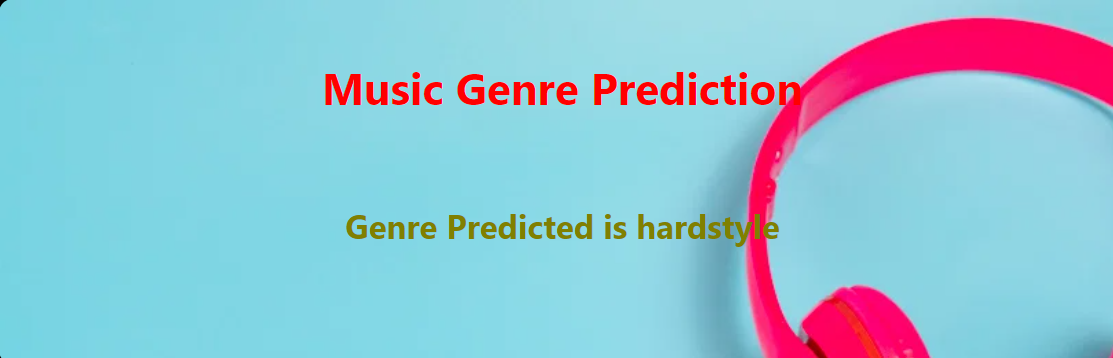 Music Genre Prediction
Genre Predicted is hardstyle